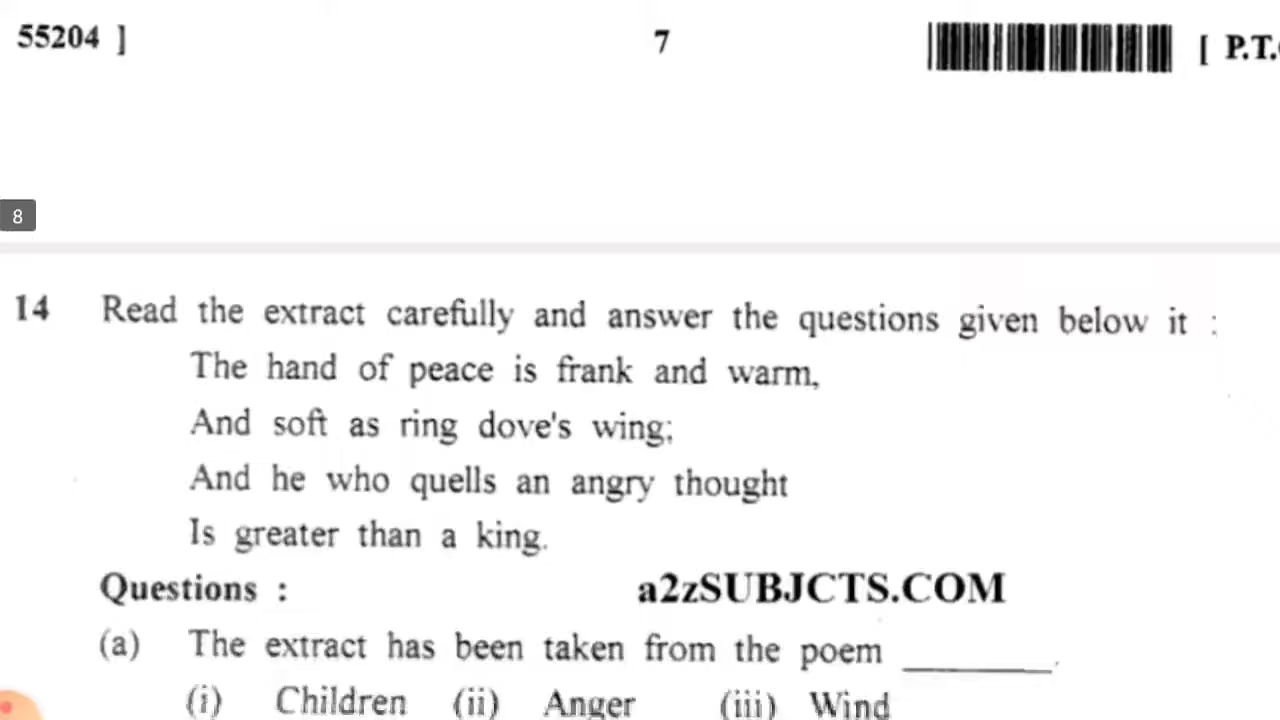 55204 ] 7 [ P.T.
8
14 Read the extract carefully and answer the questions given below it :
The hand of peace is frank and warm,
And soft as ring dove's wing;
And he who quells an angry thought
Is greater than a king.
Questions : a2zSUBJCTS.COM
(a) The extract has been taken from the poem ________.
(i) Children (ii) Anger (iii) Wind